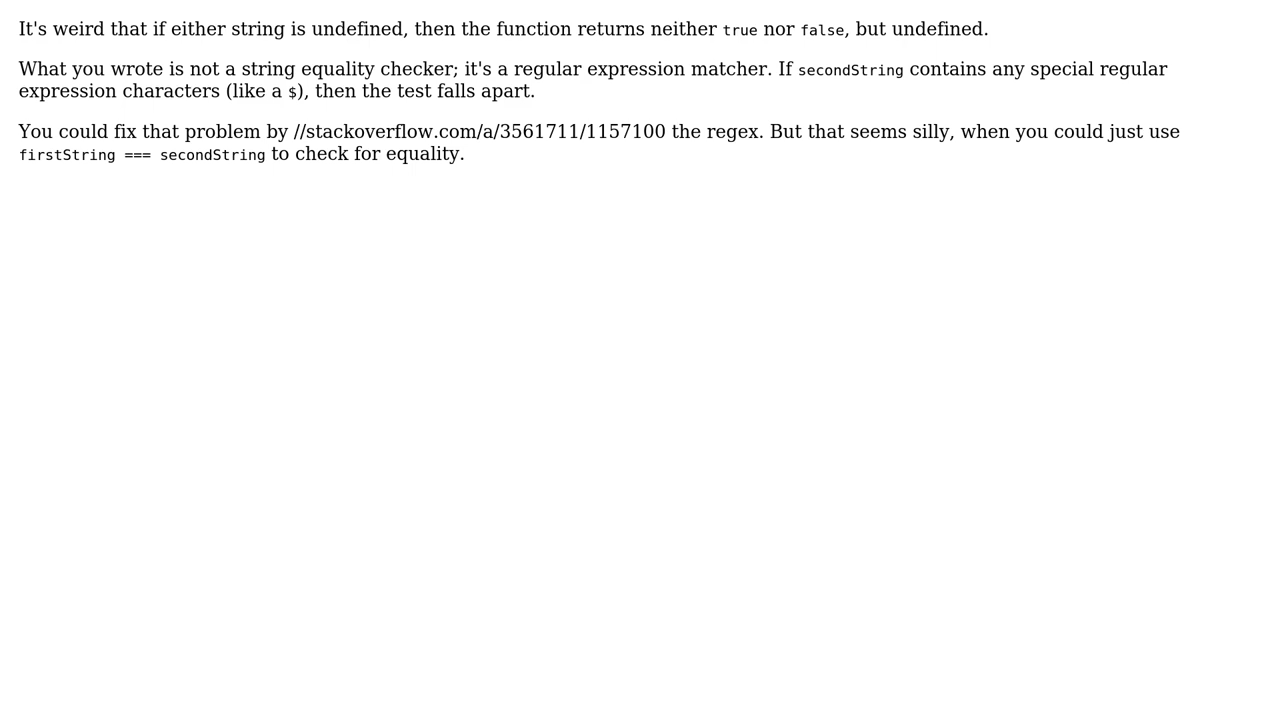 It's weird that if either string is undefined, then the function returns neither true nor false, but undefined.
What you wrote is not a string equality checker; it's a regular expression matcher. If secondString contains any special regular
expression characters (like a $), then the test falls apart.
You could fix that problem by //stackoverflow.com/a/3561711/1157100 the regex. But that seems silly, when you could just use
firstString === secondString to check for equality.